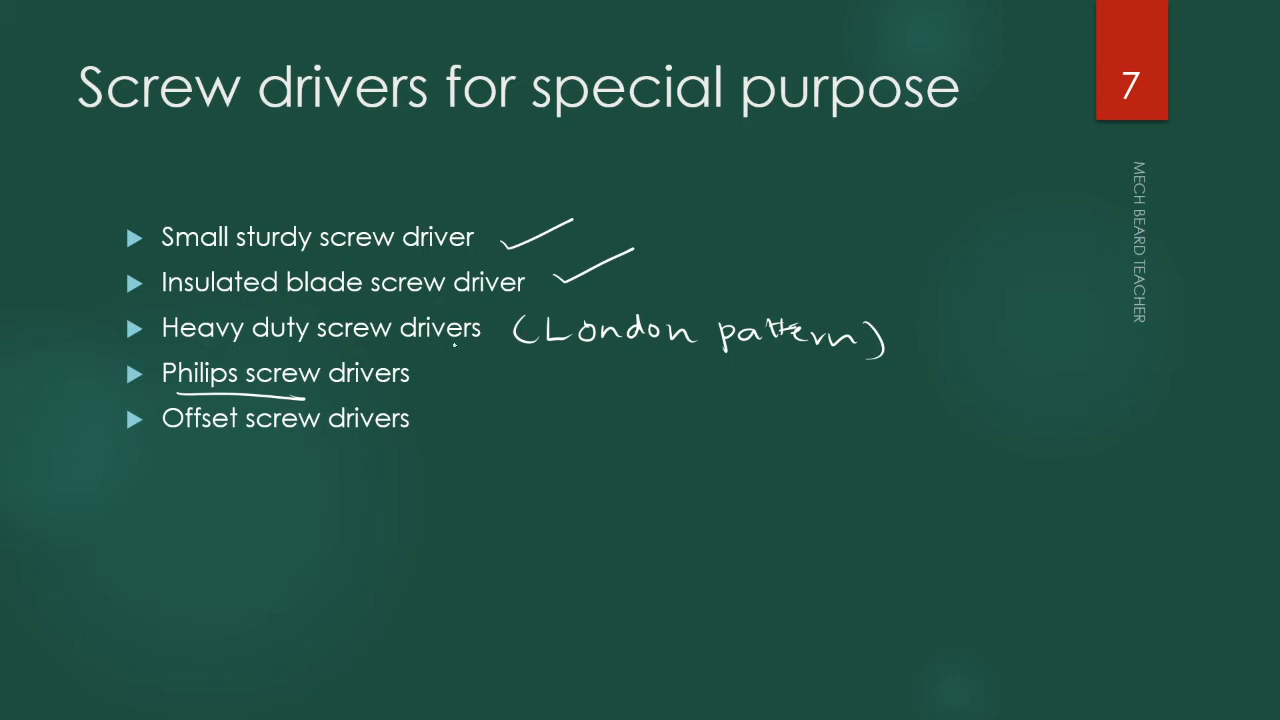 Screw drivers for special purpose
7
MECH BEARD TEACHER
Small sturdy screw driver
Insulated blade screw driver
Heavy duty screw drivers (London pattern)
Philips screw drivers
Offset screw drivers